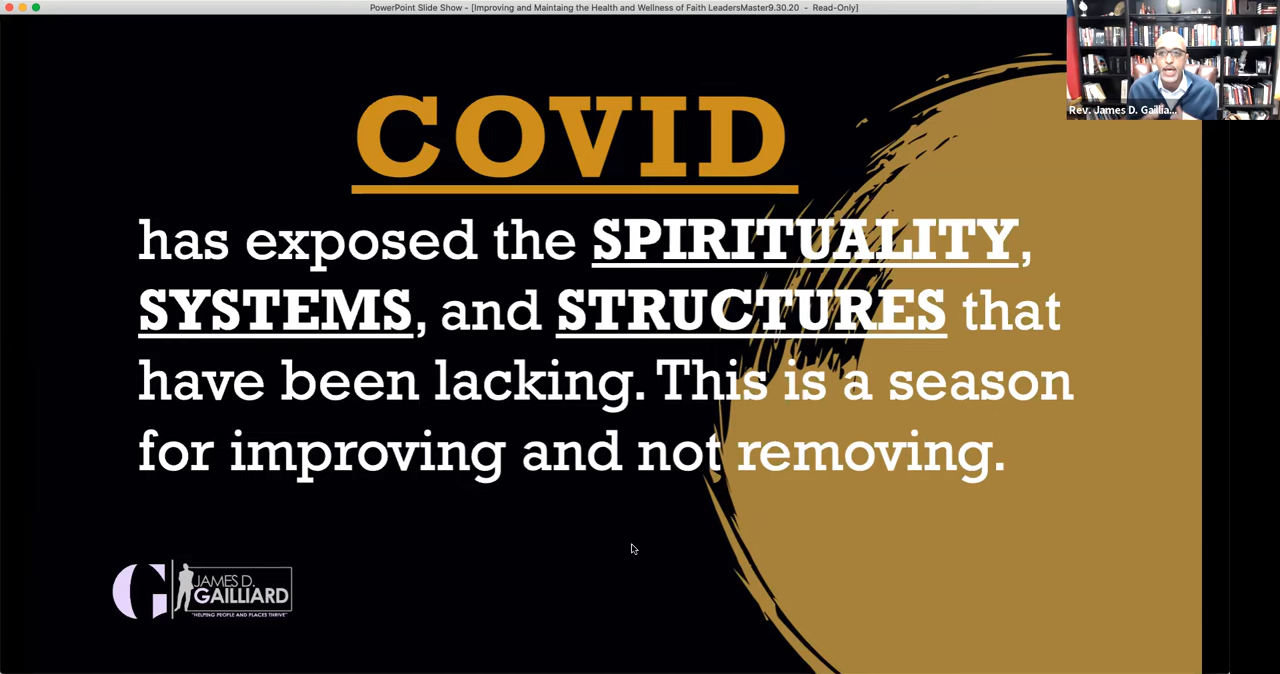 PowerPoint Slide Show - [Improving and Maintaing the Health and Wellness of Faith LeadersMaster9.30.20 - Read-Only]
Rev. James D. Gaillia...
COVID
has exposed the SPIRITUALITY,
SYSTEMS, and STRUCTURES that
have been lacking. This is a season
for improving and not removing.
G
JAMES D.
GAILLIARD
"HELPING PEOPLE AND PLACES THRIVE"